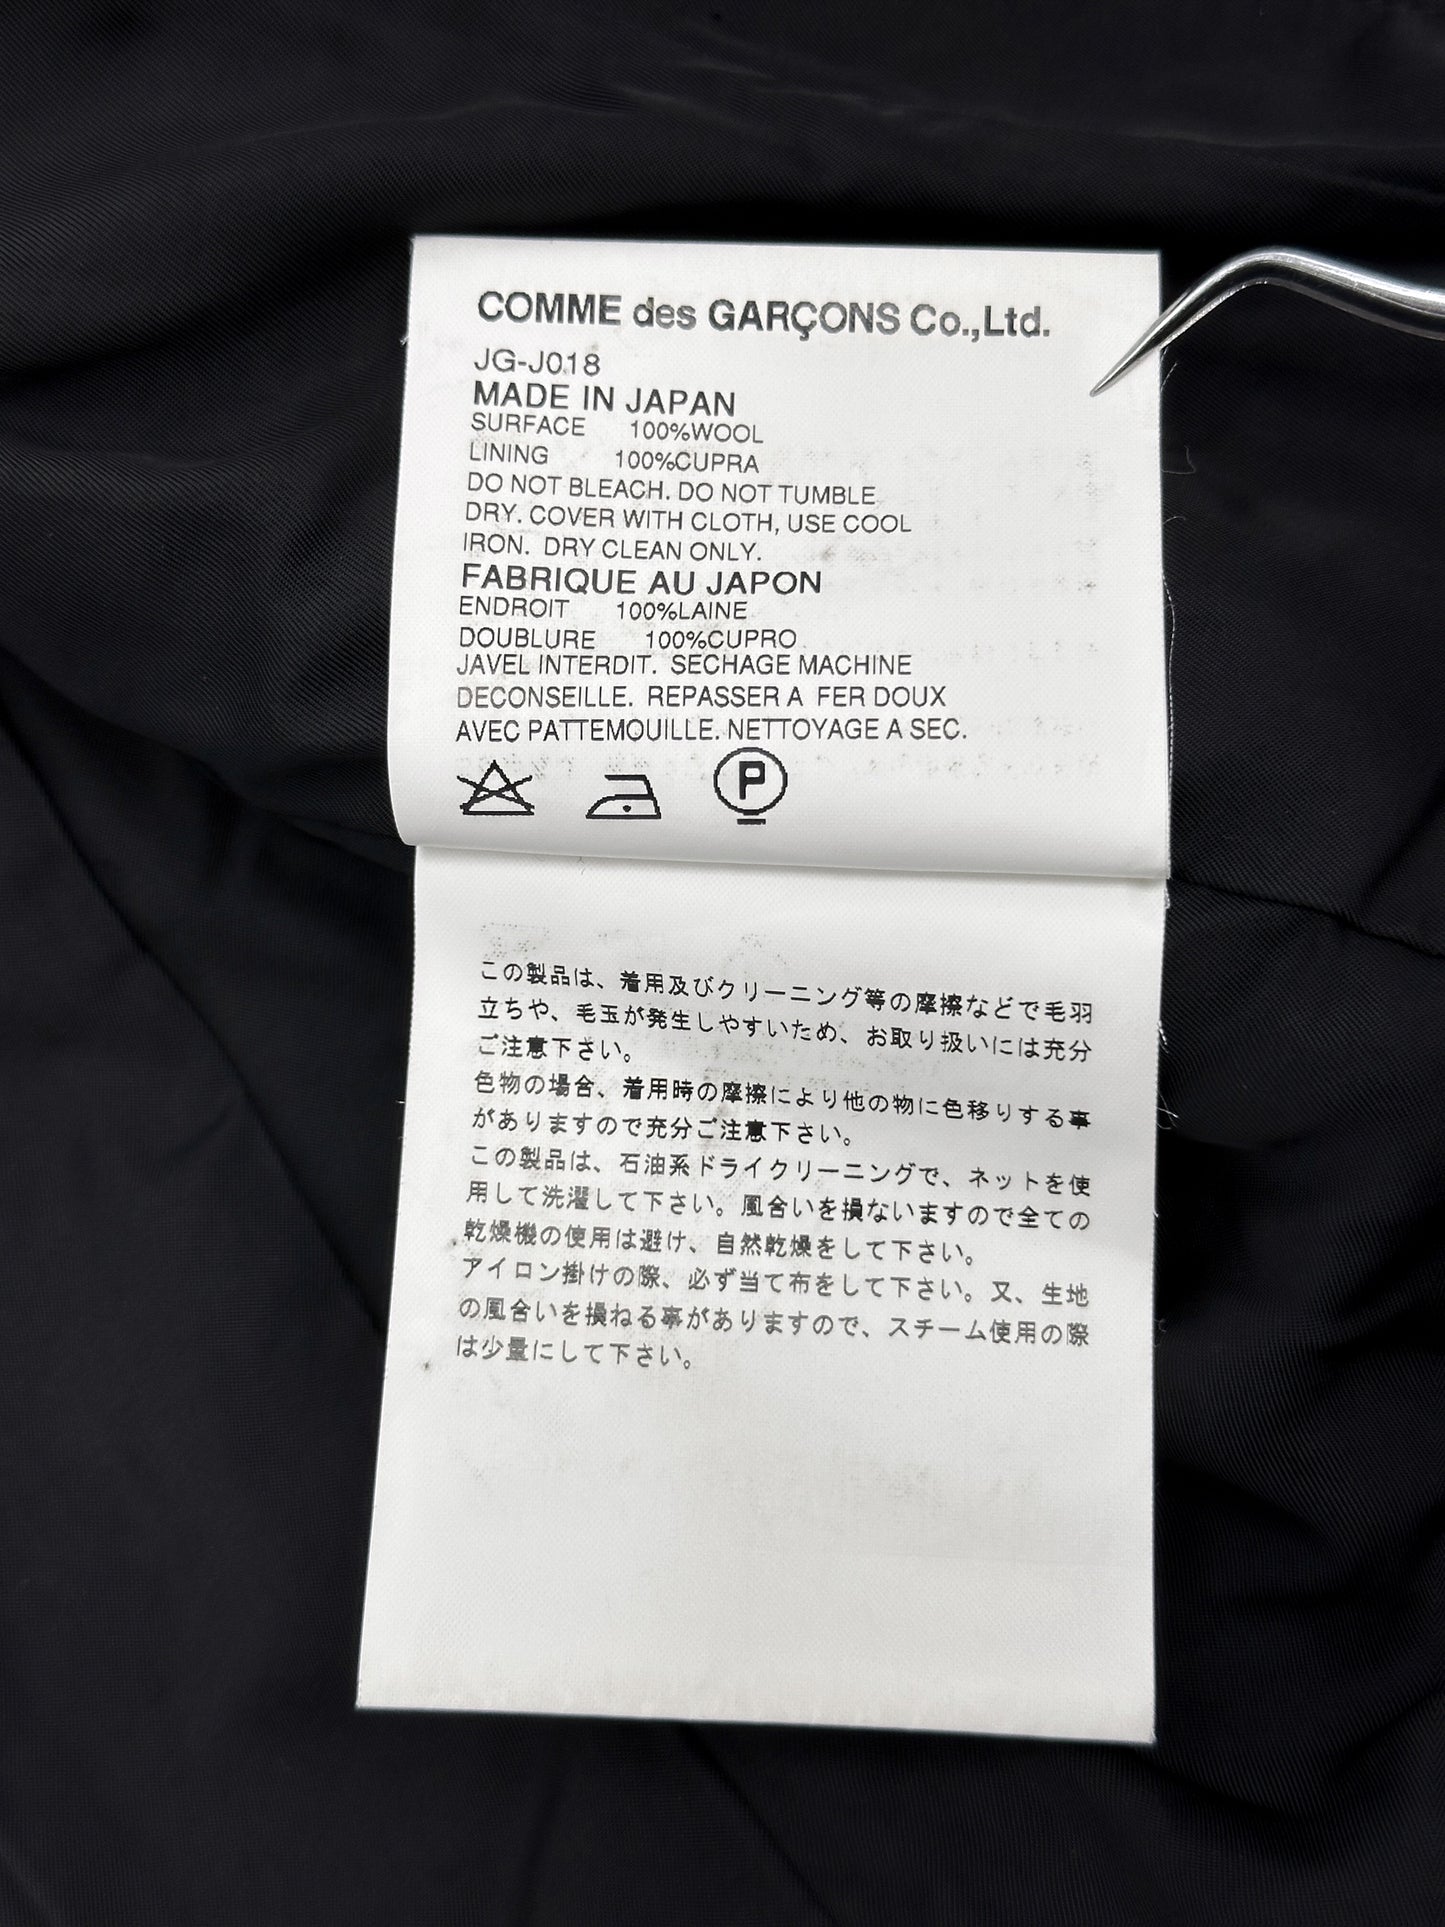 COMME des GARÇONS Co.,Ltd.
JG-J018
MADE IN JAPAN
SURFACE 100%WOOL
LINING 100%CUPRA
DO NOT BLEACH. DO NOT TUMBLE
DRY. COVER WITH CLOTH, USE COOL
IRON. DRY CLEAN ONLY.
FABRIQUE AU JAPON
ENDROIT 100%LAINE
DOUBLURE 100%CUPRO
JAVEL INTERDIT. SECHAGE MACHINE
DECONSEILLE. REPASSER A FER DOUX
AVEC PATTEMOUILLE. NETTOYAGE A SEC.
P
この製品は、着用及びクリーニング等の摩擦などで毛羽
立ちや、毛玉が発生しやすいため、お取り扱いには充分
ご注意下さい。
色物の場合、着用時の摩擦により他の物に色移りする事
がありますので充分ご注意下さい。
この製品は、石油系ドライクリーニングで、ネットを使
用して洗濯して下さい。風合いを損ないますので全ての
乾燥機の使用は避け、自然乾燥をして下さい。
アイロン掛けの際、必ず当て布をして下さい。又、生地
の風合いを損ねる事がありますので、スチーム使用の際
は少量にして下さい。